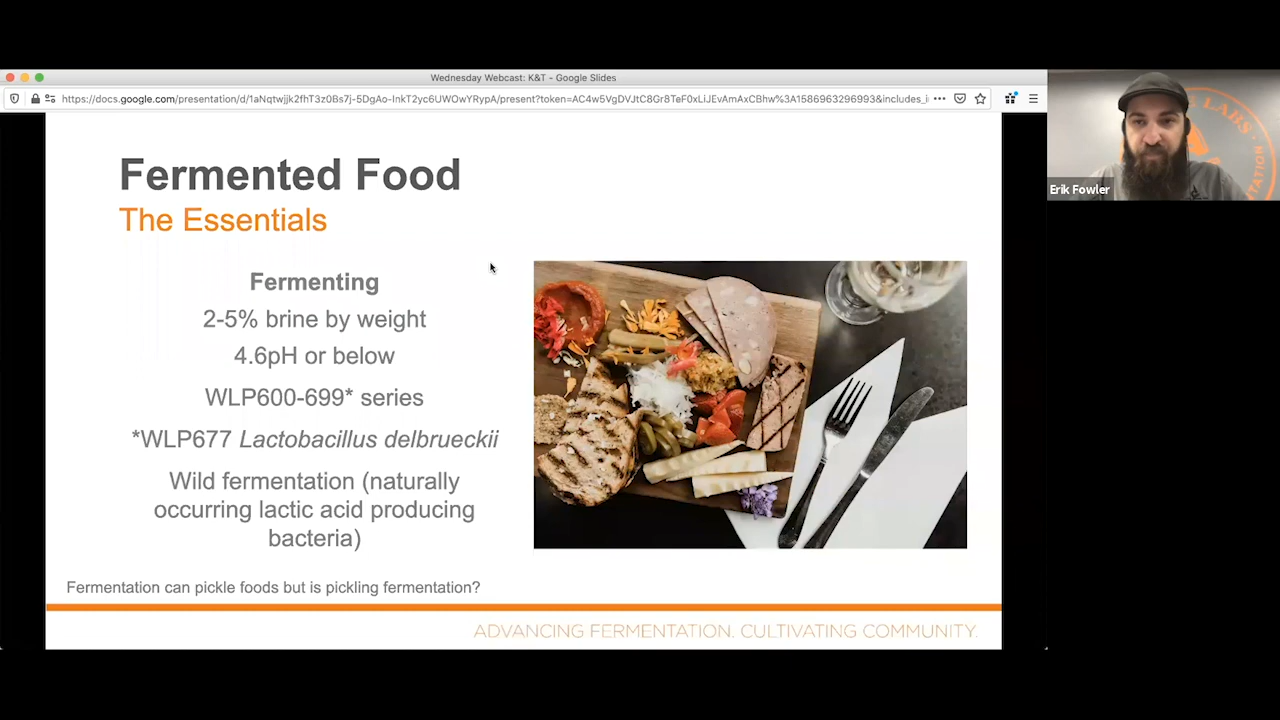 Wednesday Webcast: K&T - Google Slides
https://docs.google.com/presentation/d/1aNqtwjjk2fhT3z0Bs7j-5DgAo-InkT2yc6UWOwYRypA/present?token=AC4w5VgDVJtC8Gr8TeF0xLiJEvAmAxCBhw%3A1586963296993&includes_i
LABS
Erik Fowler
Fermented Food
The Essentials
Fermenting
2-5% brine by weight
4.6pH or below
WLP600-699* series
*WLP677 Lactobacillus delbrueckii
Wild fermentation (naturally
occurring lactic acid producing
bacteria)
Fermentation can pickle foods but is pickling fermentation?
ADVANCING FERMENTATION. CULTIVATING COMMUNITY.